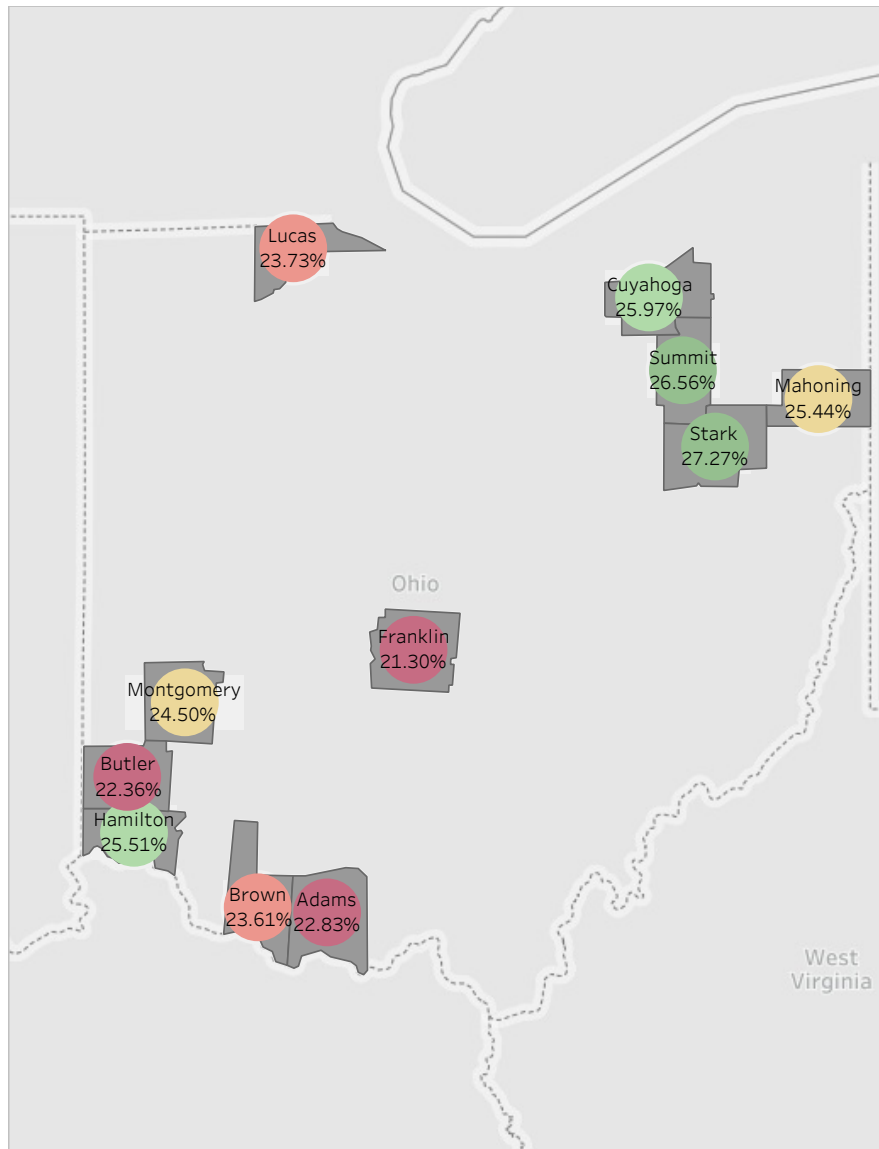 Lucas
23.73%
Cuyahoga
25.97%
Summit
26.56%
Mahoning
25.44%
Stark
27.27%
Ohio
Franklin
21.30%
Montgomery
24.50%
Butler
22.36%
Hamilton
25.51%
Brown
23.61%
Adams
22.83%
West
Virginia